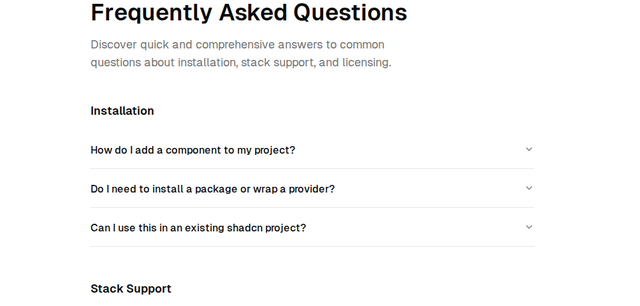 Frequently Asked Questions
Discover quick and comprehensive answers to common
questions about installation, stack support, and licensing.
Installation
How do I add a component to my project?
Do I need to install a package or wrap a provider?
Can I use this in an existing shadcn project?
Stack Support